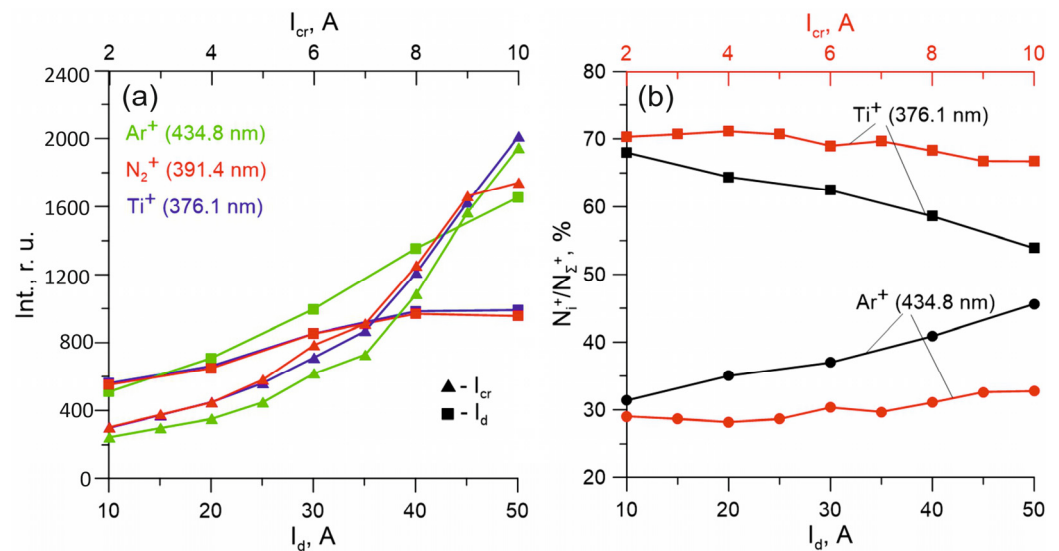 I_cr, A
2 4 6 8 10
2400
2000
1600
1200
800
400
0
Int., r. u.
(a)
Ar⁺ (434.8 nm)
N₂⁺ (391.4 nm)
Ti⁺ (376.1 nm)
▲ - I_cr
■ - I_d
10 20 30 40 50
I_d, A
I_cr, A
2 4 6 8 10
80
70
60
50
40
30
20
N_i⁺/N_Σ⁺, %
(b)
Ti⁺ (376.1 nm)
Ar⁺ (434.8 nm)
10 20 30 40 50
I_d, A